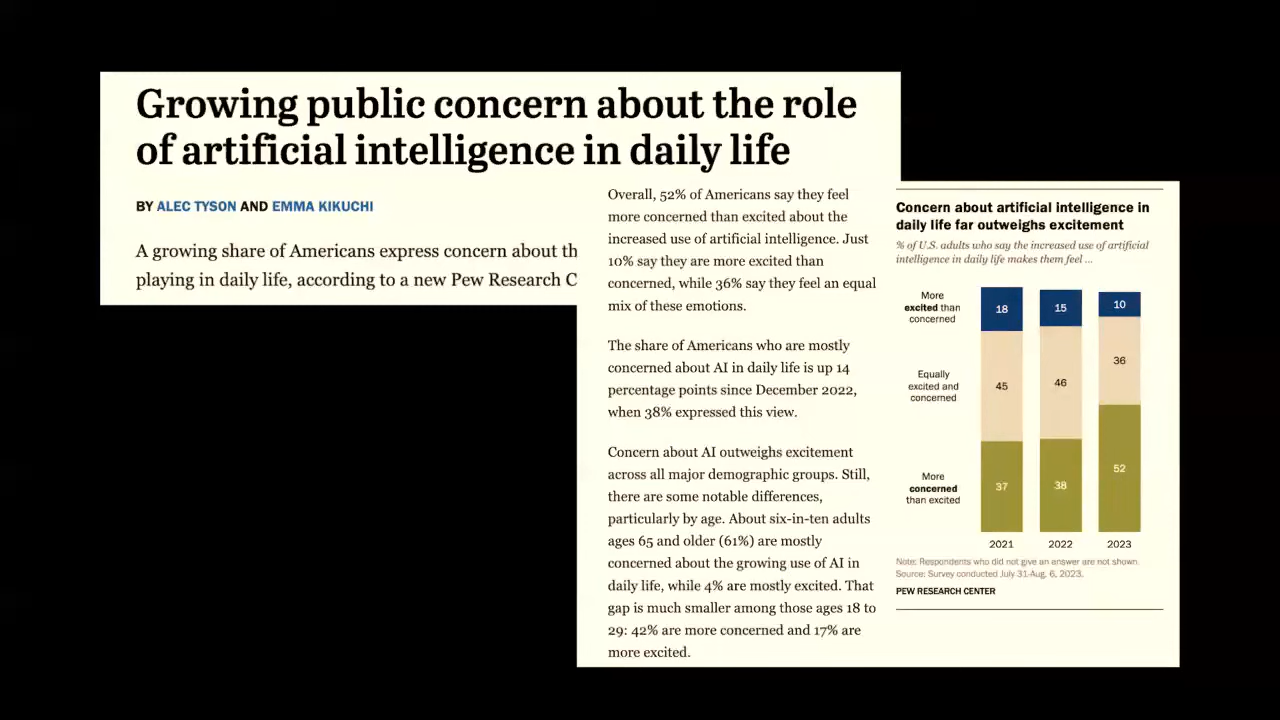 Growing public concern about the role
of artificial intelligence in daily life
BY ALEC TYSON AND EMMA KIKUCHI
A growing share of Americans express concern about th
playing in daily life, according to a new Pew Research C
Overall, 52% of Americans say they feel
more concerned than excited about the
increased use of artificial intelligence. Just
10% say they are more excited than
concerned, while 36% say they feel an equal
mix of these emotions.
The share of Americans who are mostly
concerned about AI in daily life is up 14
percentage points since December 2022,
when 38% expressed this view.
Concern about AI outweighs excitement
across all major demographic groups. Still,
there are some notable differences,
particularly by age. About six-in-ten adults
ages 65 and older (61%) are mostly
concerned about the growing use of AI in
daily life, while 4% are mostly excited. That
gap is much smaller among those ages 18 to
29: 42% are more concerned and 17% are
more excited.
Concern about artificial intelligence in
daily life far outweighs excitement
% of U.S. adults who say the increased use of artificial
intelligence in daily life makes them feel ...
More
excited than
concerned
18
15
10
Equally
excited and
concerned
45
46
36
More
concerned
than excited
37
38
52
2021
2022
2023
Note: Respondents who did not give an answer are not shown.
Source: Survey conducted July 31-Aug. 6, 2023.
PEW RESEARCH CENTER